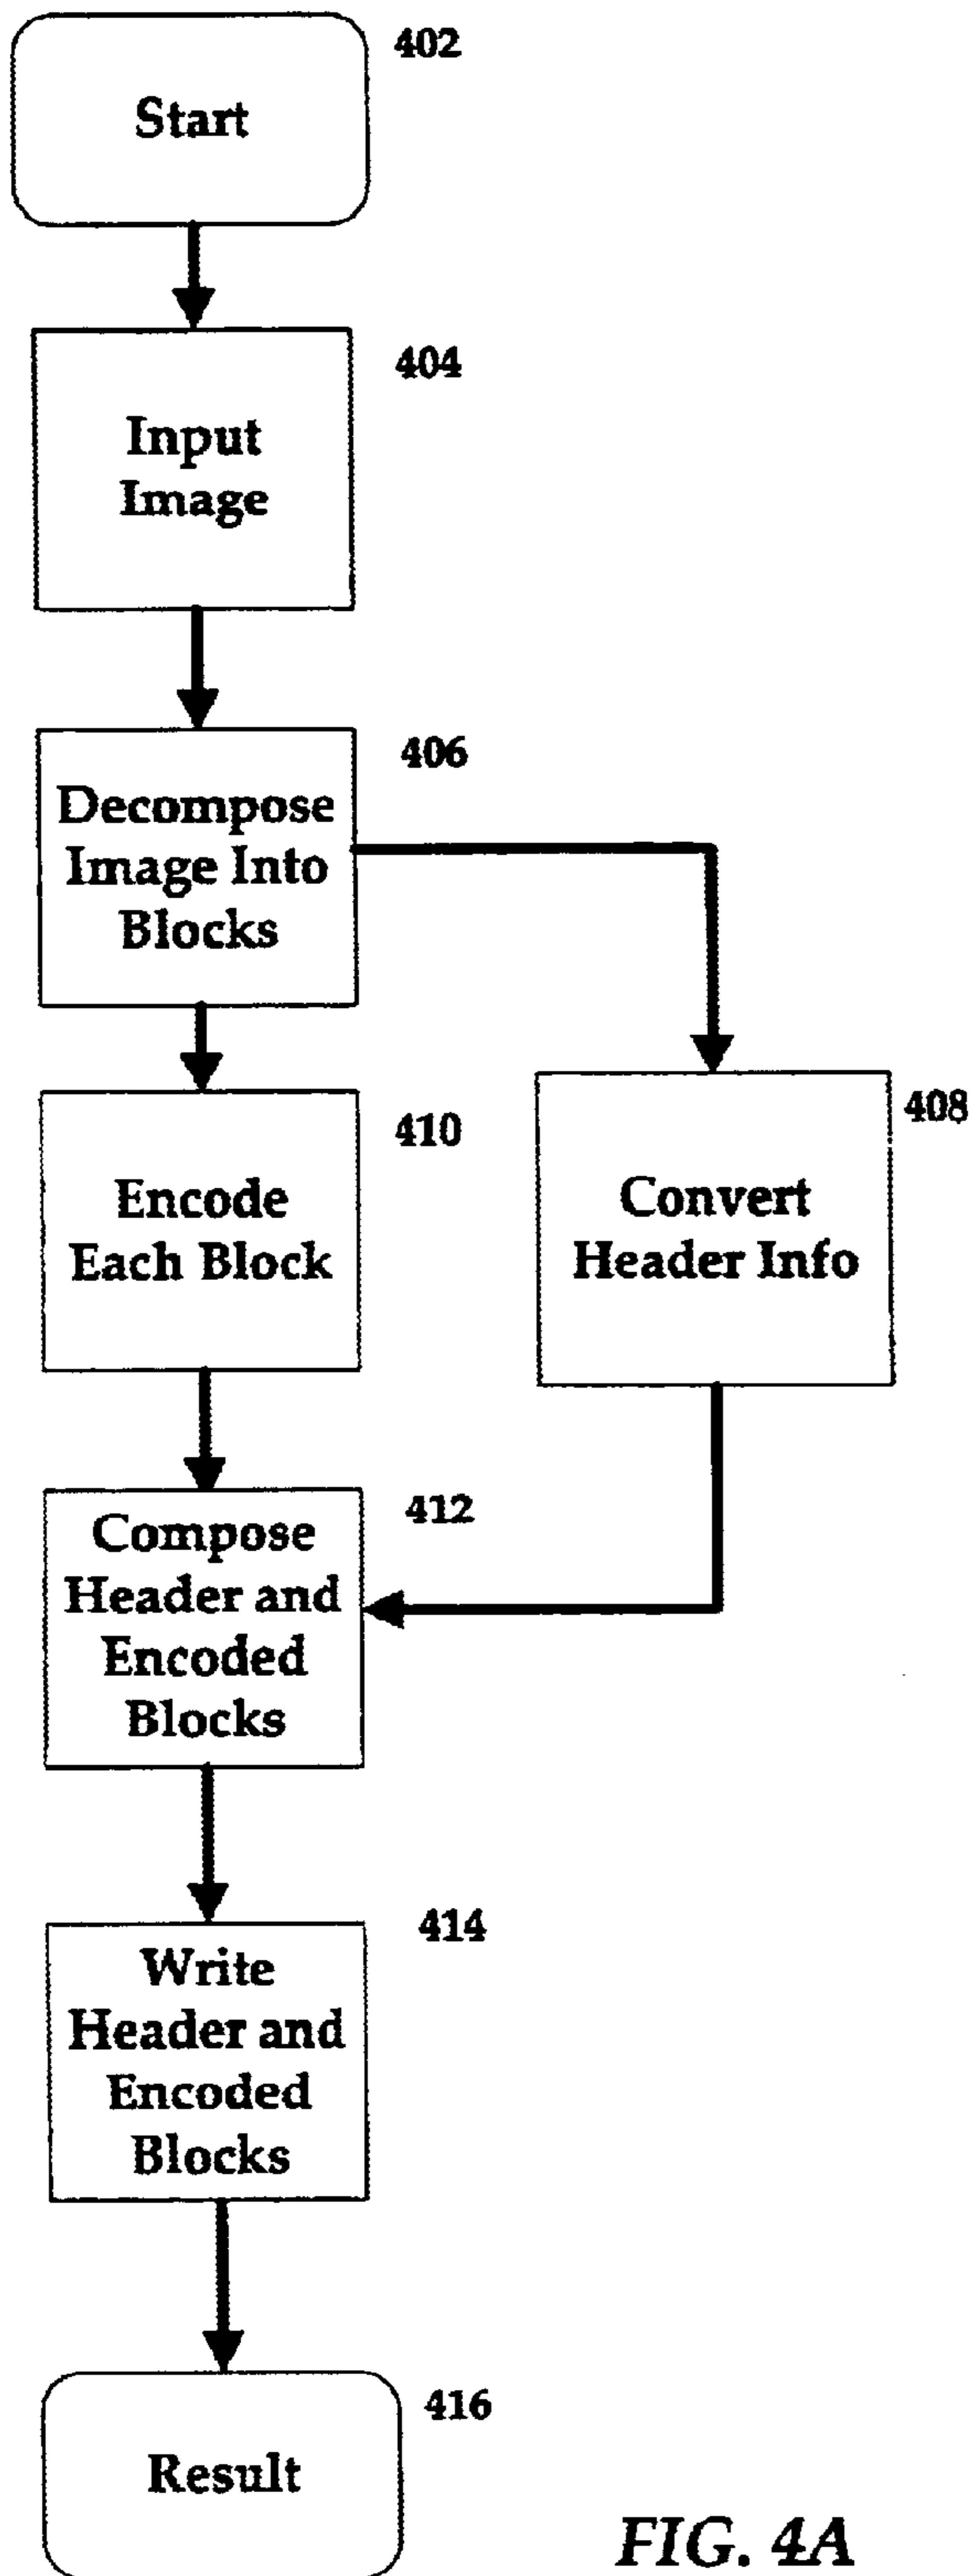 402
Start
404
Input
Image
406
Decompose
Image Into
Blocks
410
Encode
Each Block
408
Convert
Header Info
412
Compose
Header and
Encoded
Blocks
414
Write
Header and
Encoded
Blocks
416
Result
FIG. 4A